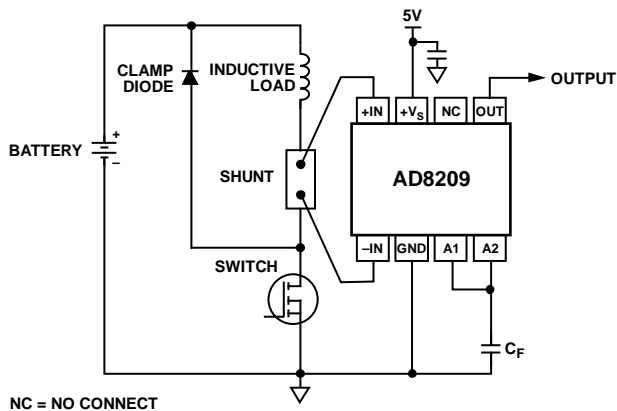 5V
CLAMP
DIODE
INDUCTIVE
LOAD
OUTPUT
+IN
+VS
NC
OUT
BATTERY
+
–
SHUNT
AD8209
–IN
GND
A1
A2
SWITCH
CF
NC = NO CONNECT